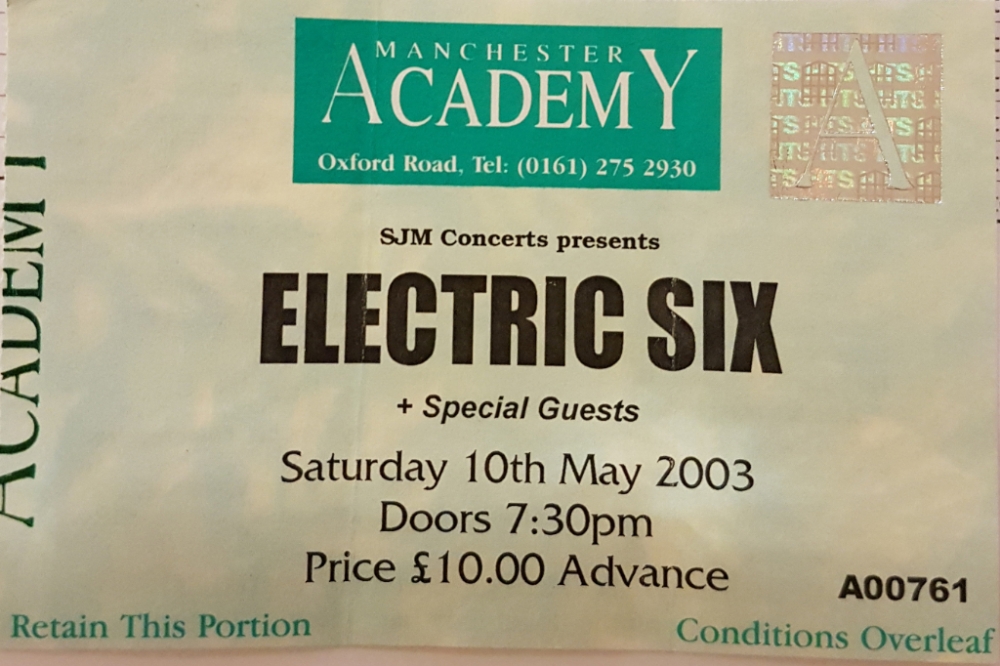 MANCHESTER
ACADEMY
Oxford Road, Tel: (0161) 275 2930
SJM Concerts presents
ELECTRIC SIX
+ Special Guests
Saturday 10th May 2003
Doors 7:30pm
Price £10.00 Advance
A00761
Retain This Portion
Conditions Overleaf
ACADEMY
A